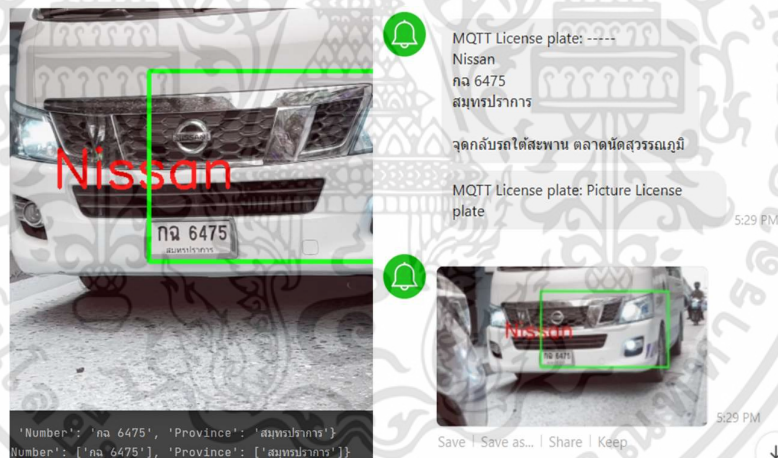 NISSAN
Nissan
กฉ 6475
สมุทรปราการ
'Number': 'กฉ 6475', 'Province': 'สมุทรปราการ'}
Number': ['กฉ 6475'], 'Province': ['สมุทรปราการ']}
MQTT License plate: -----
Nissan
กฉ 6475
สมุทรปราการ
จุดกลับรถใต้สะพาน ตลาดนัดสุวรรณภูมิ
MQTT License plate: Picture License
plate
5:29 PM
Nissan
กฉ 6475
5:29 PM
Save | Save as... | Share | Keep